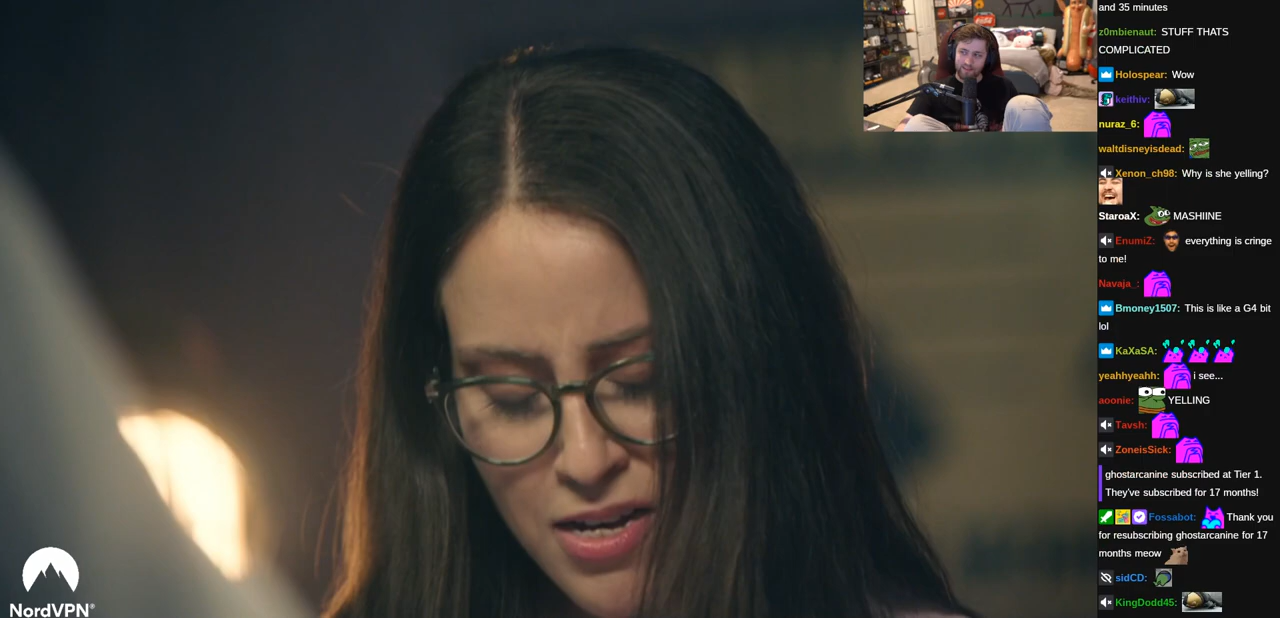 and 35 minutes
z0mbienaut: STUFF THATS
COMPLICATED
Holospear: Wow
keithiv:
nuraz_6:
waltdisneyisdead:
Xenon_ch98: Why is she yelling?
StaroaX: MASHIINE
EnumiZ: everything is cringe
to me!
Navaja_:
Bmoney1507: This is like a G4 bit
lol
KaXaSA:
yeahhyeahh: i see...
aoonie: YELLING
Tavsh:
ZoneisSick:
ghostarcanine subscribed at Tier 1.
They've subscribed for 17 months!
Fossabot: Thank you
for resubscribing ghostarcanine for 17
months meow
sidCD:
KingDodd45:
NordVPN®